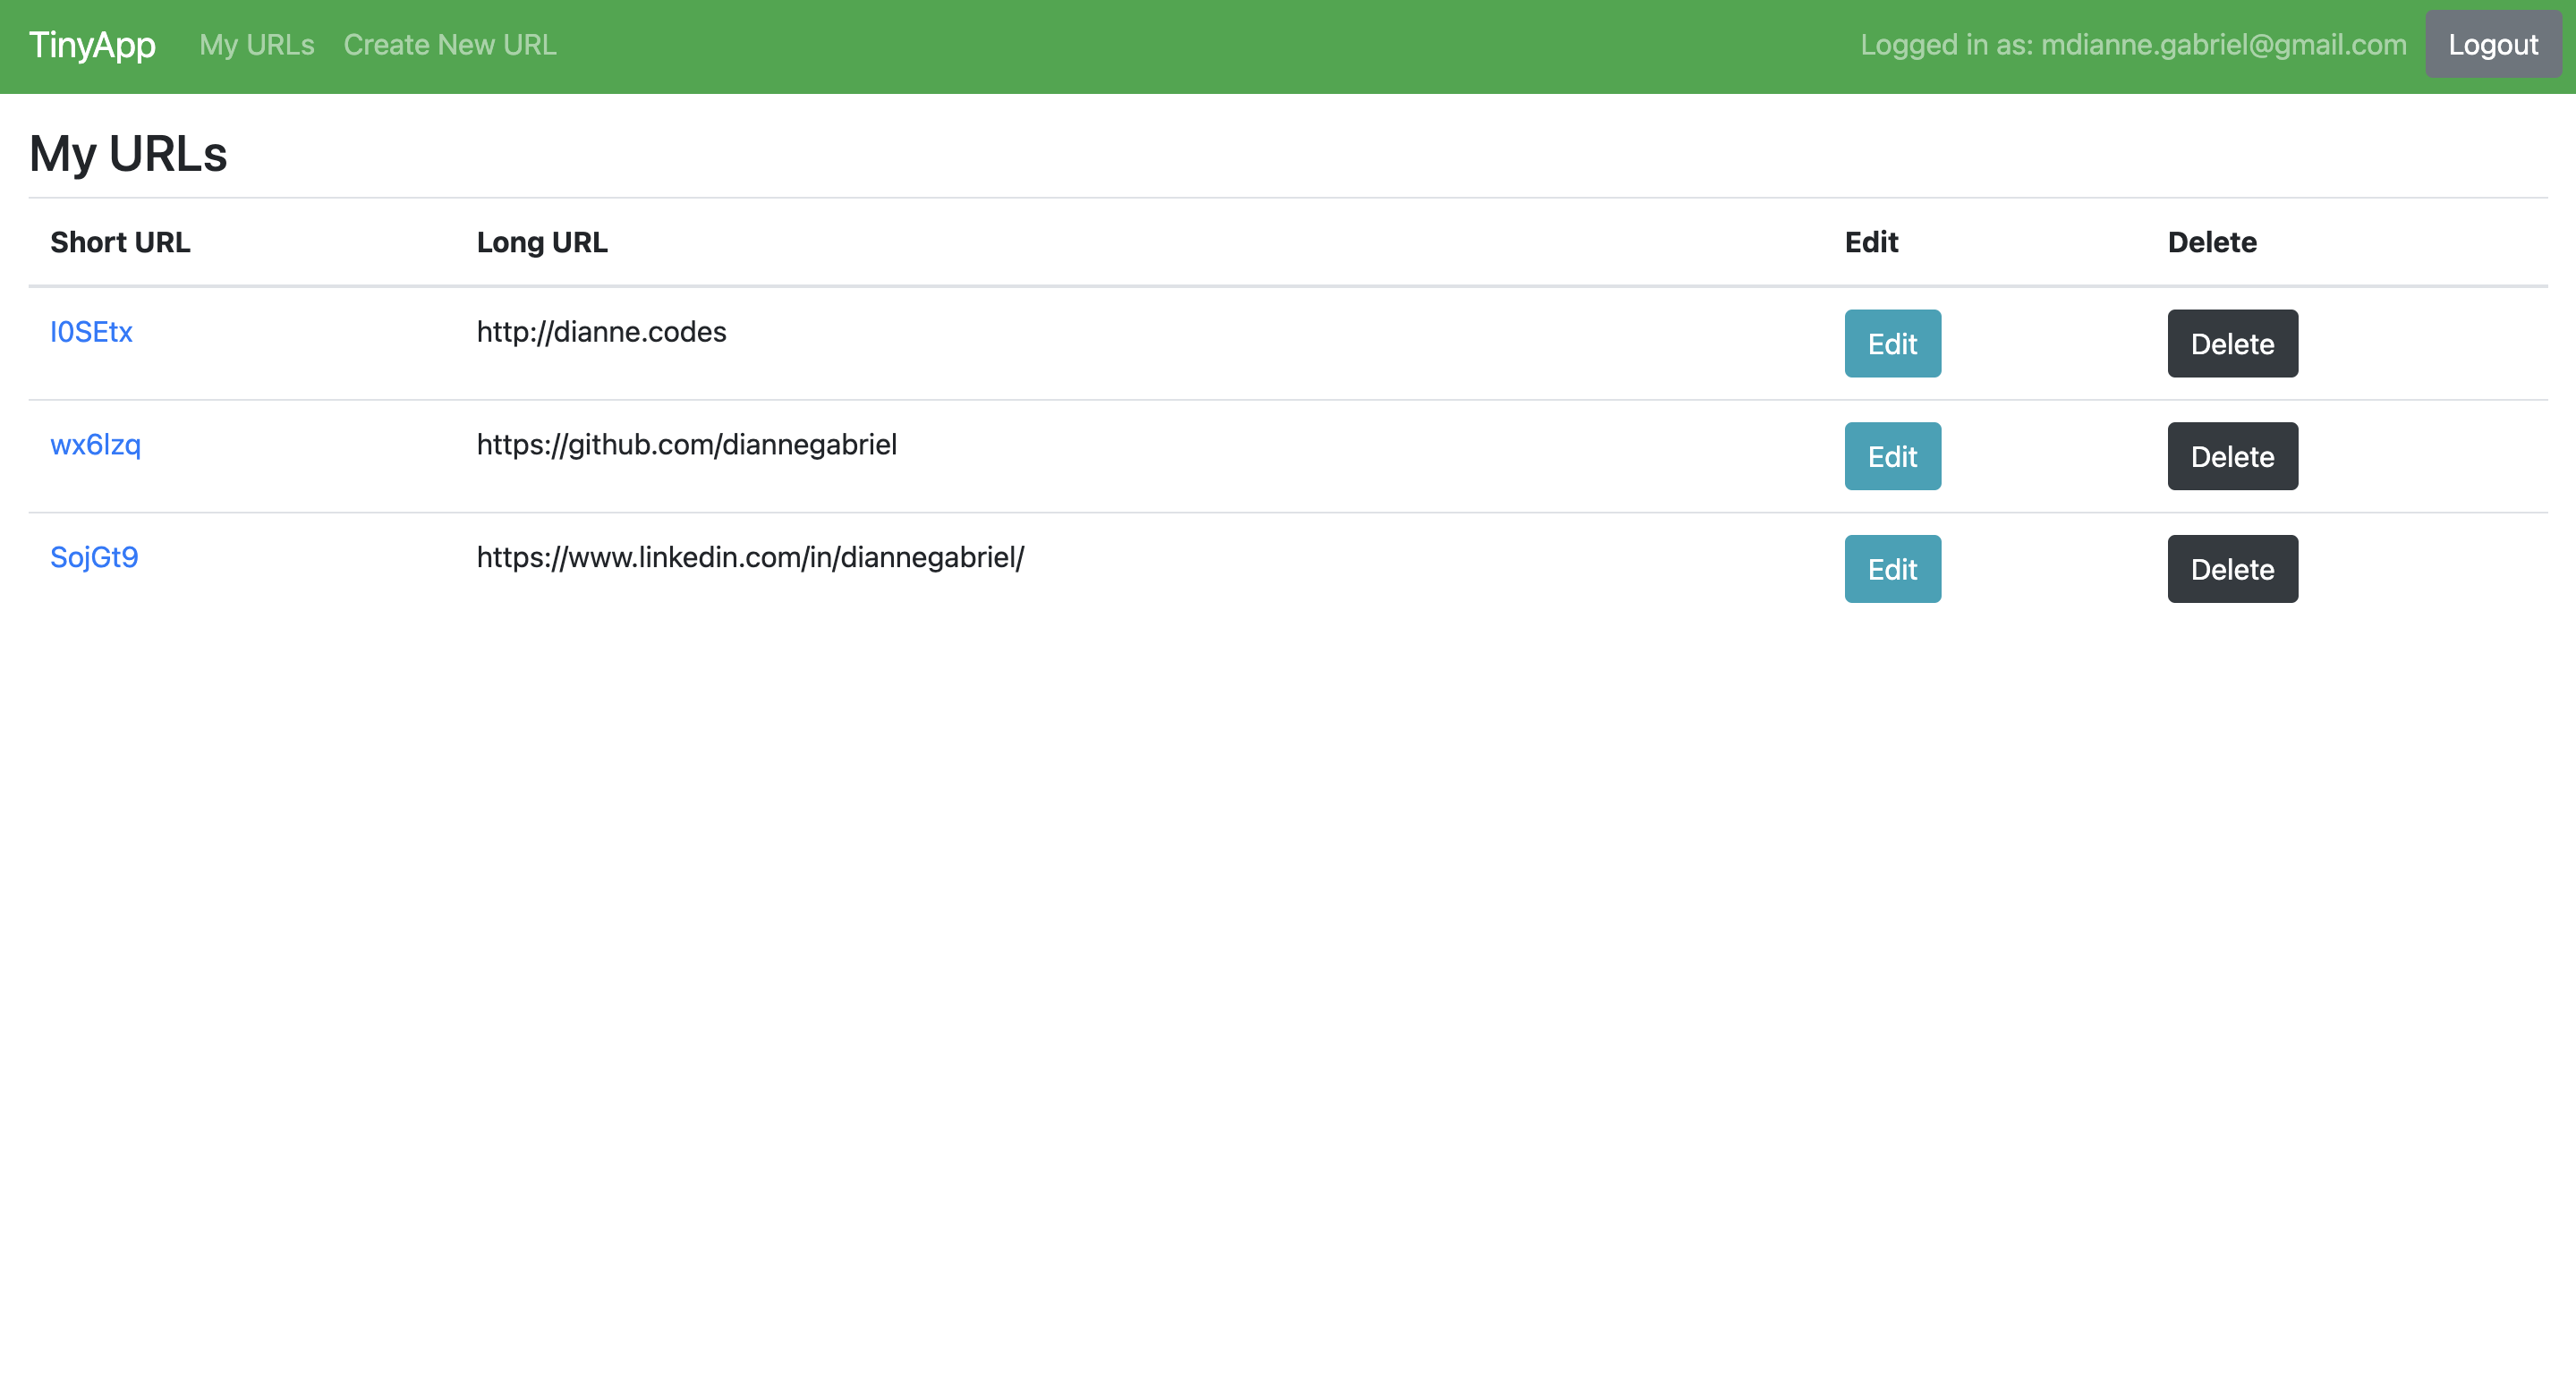 TinyApp My URLs Create New URL Logged in as: mdianne.gabriel@gmail.com Logout
My URLs
Short URL Long URL Edit Delete
I0SEtx http://dianne.codes Edit Delete
wx6lzq https://github.com/diannegabriel Edit Delete
SojGt9 https://www.linkedin.com/in/diannegabriel/ Edit Delete